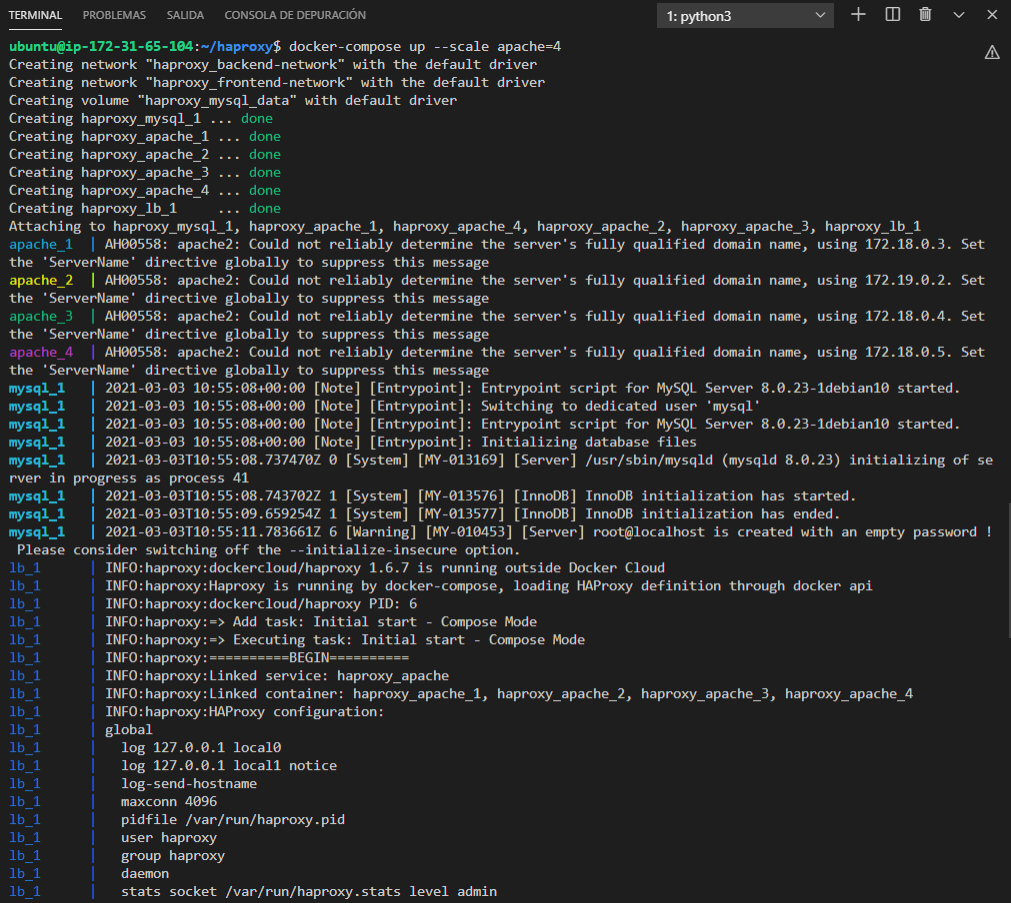 TERMINAL PROBLEMAS SALIDA CONSOLA DE DEPURACIÓN 1: python3
ubuntu@ip-172-31-65-104:~/haproxy$ docker-compose up --scale apache=4
Creating network "haproxy_backend-network" with the default driver
Creating network "haproxy_frontend-network" with the default driver
Creating volume "haproxy_mysql_data" with default driver
Creating haproxy_mysql_1 ... done
Creating haproxy_apache_1 ... done
Creating haproxy_apache_2 ... done
Creating haproxy_apache_3 ... done
Creating haproxy_apache_4 ... done
Creating haproxy_lb_1     ... done
Attaching to haproxy_mysql_1, haproxy_apache_1, haproxy_apache_4, haproxy_apache_2, haproxy_apache_3, haproxy_lb_1
apache_1  | AH00558: apache2: Could not reliably determine the server's fully qualified domain name, using 172.18.0.3. Set
the 'ServerName' directive globally to suppress this message
apache_2  | AH00558: apache2: Could not reliably determine the server's fully qualified domain name, using 172.19.0.2. Set
the 'ServerName' directive globally to suppress this message
apache_3  | AH00558: apache2: Could not reliably determine the server's fully qualified domain name, using 172.18.0.4. Set
the 'ServerName' directive globally to suppress this message
apache_4  | AH00558: apache2: Could not reliably determine the server's fully qualified domain name, using 172.18.0.5. Set
the 'ServerName' directive globally to suppress this message
mysql_1   | 2021-03-03 10:55:08+00:00 [Note] [Entrypoint]: Entrypoint script for MySQL Server 8.0.23-1debian10 started.
mysql_1   | 2021-03-03 10:55:08+00:00 [Note] [Entrypoint]: Switching to dedicated user 'mysql'
mysql_1   | 2021-03-03 10:55:08+00:00 [Note] [Entrypoint]: Entrypoint script for MySQL Server 8.0.23-1debian10 started.
mysql_1   | 2021-03-03 10:55:08+00:00 [Note] [Entrypoint]: Initializing database files
mysql_1   | 2021-03-03T10:55:08.737470Z 0 [System] [MY-013169] [Server] /usr/sbin/mysqld (mysqld 8.0.23) initializing of se
rver in progress as process 41
mysql_1   | 2021-03-03T10:55:08.743702Z 1 [System] [MY-013576] [InnoDB] InnoDB initialization has started.
mysql_1   | 2021-03-03T10:55:09.659254Z 1 [System] [MY-013577] [InnoDB] InnoDB initialization has ended.
mysql_1   | 2021-03-03T10:55:11.783661Z 6 [Warning] [MY-010453] [Server] root@localhost is created with an empty password !
 Please consider switching off the --initialize-insecure option.
lb_1      | INFO:haproxy:dockercloud/haproxy 1.6.7 is running outside Docker Cloud
lb_1      | INFO:haproxy:Haproxy is running by docker-compose, loading HAProxy definition through docker api
lb_1      | INFO:haproxy:dockercloud/haproxy PID: 6
lb_1      | INFO:haproxy:=> Add task: Initial start - Compose Mode
lb_1      | INFO:haproxy:=> Executing task: Initial start - Compose Mode
lb_1      | INFO:haproxy:==========BEGIN==========
lb_1      | INFO:haproxy:Linked service: haproxy_apache
lb_1      | INFO:haproxy:Linked container: haproxy_apache_1, haproxy_apache_2, haproxy_apache_3, haproxy_apache_4
lb_1      | INFO:haproxy:HAProxy configuration:
lb_1      | global
lb_1      |   log 127.0.0.1 local0
lb_1      |   log 127.0.0.1 local1 notice
lb_1      |   log-send-hostname
lb_1      |   maxconn 4096
lb_1      |   pidfile /var/run/haproxy.pid
lb_1      |   user haproxy
lb_1      |   group haproxy
lb_1      |   daemon
lb_1      |   stats socket /var/run/haproxy.stats level admin